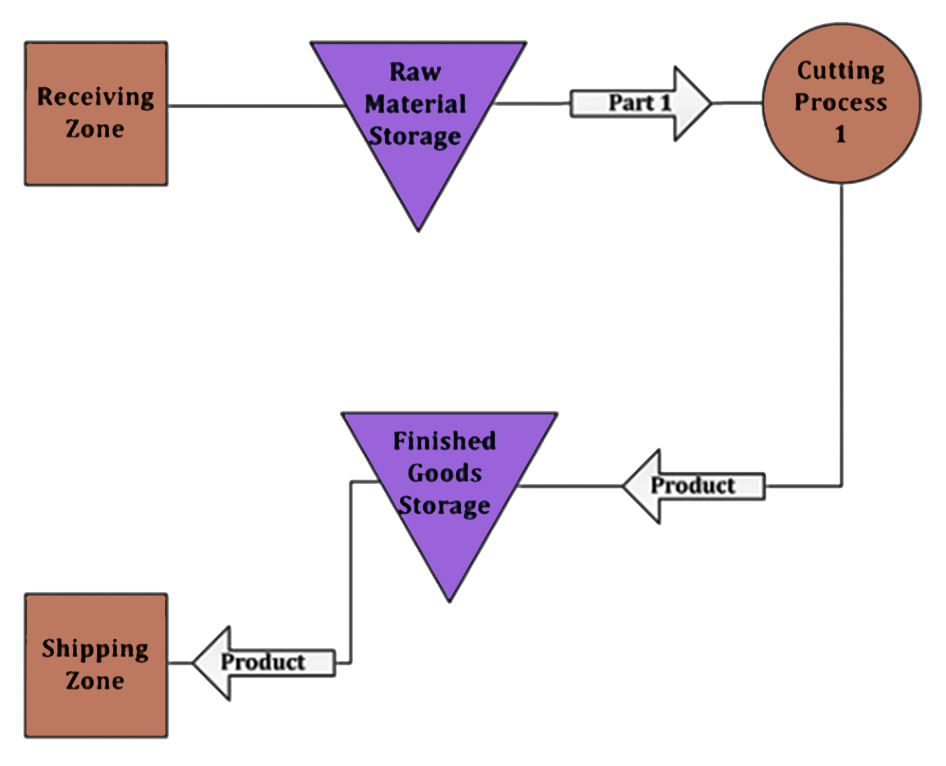 Receiving
Zone
Raw
Material
Storage
Part 1
Cutting
Process
1
Finished
Goods
Storage
Product
Shipping
Zone
Product